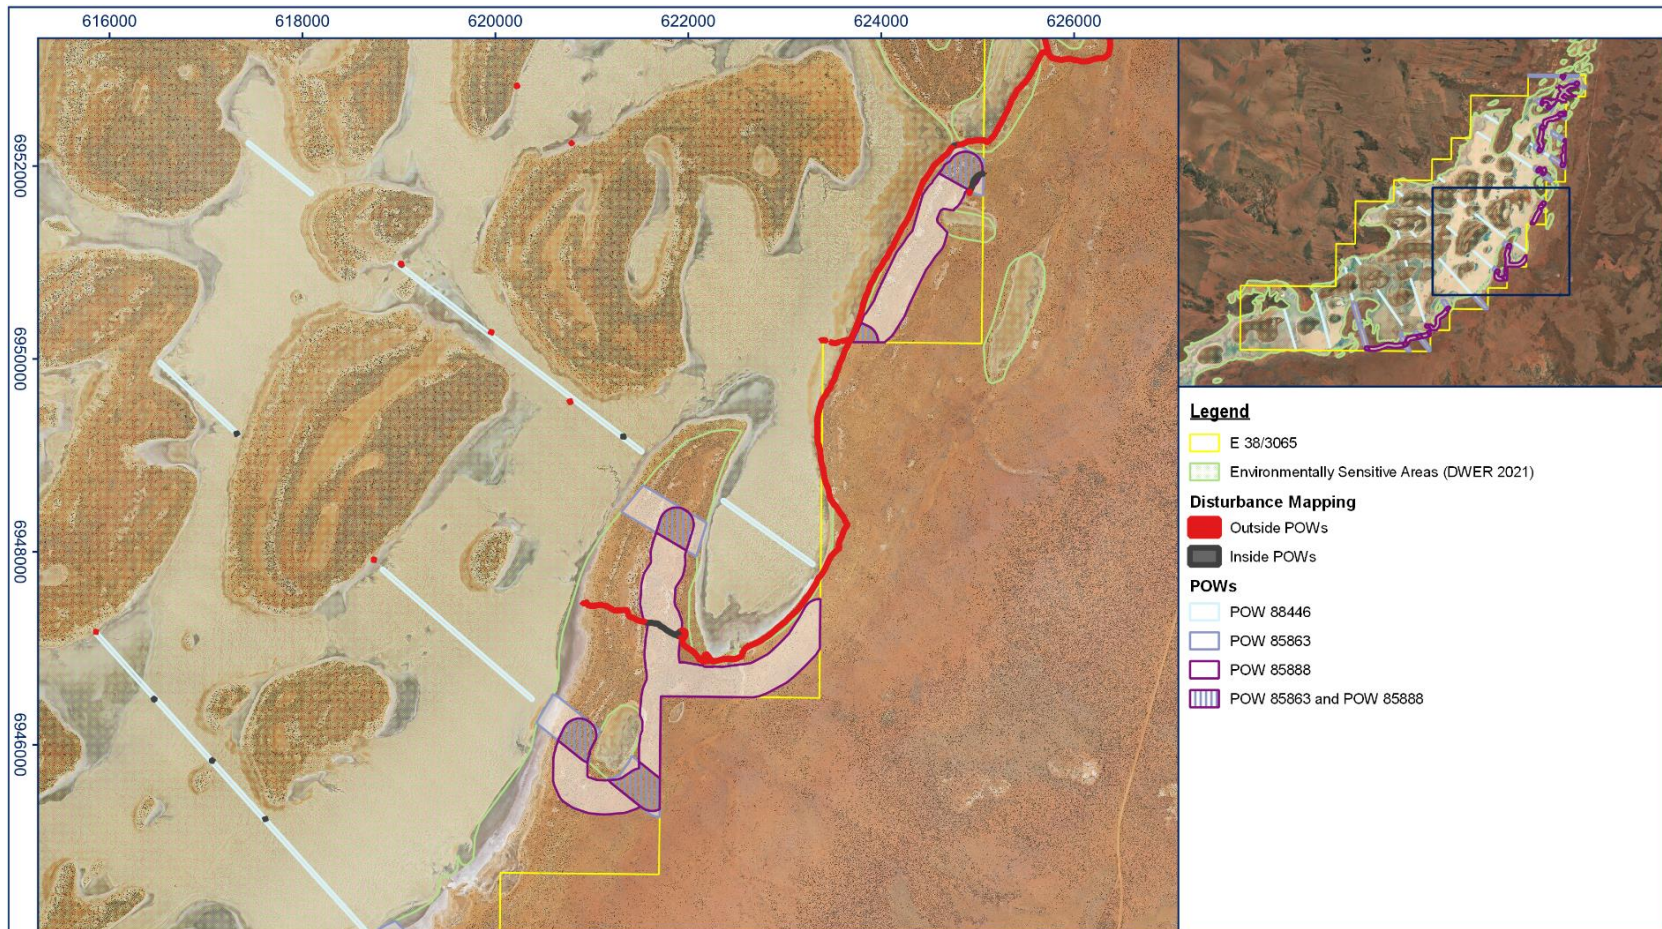 616000
618000
620000
622000
624000
626000
6952000
6950000
6948000
6946000
Legend
E 38/3065
Environmentally Sensitive Areas (DWER 2021)
Disturbance Mapping
Outside POWs
Inside POWs
POWs
POW 88446
POW 85863
POW 85888
POW 85863 and POW 85888